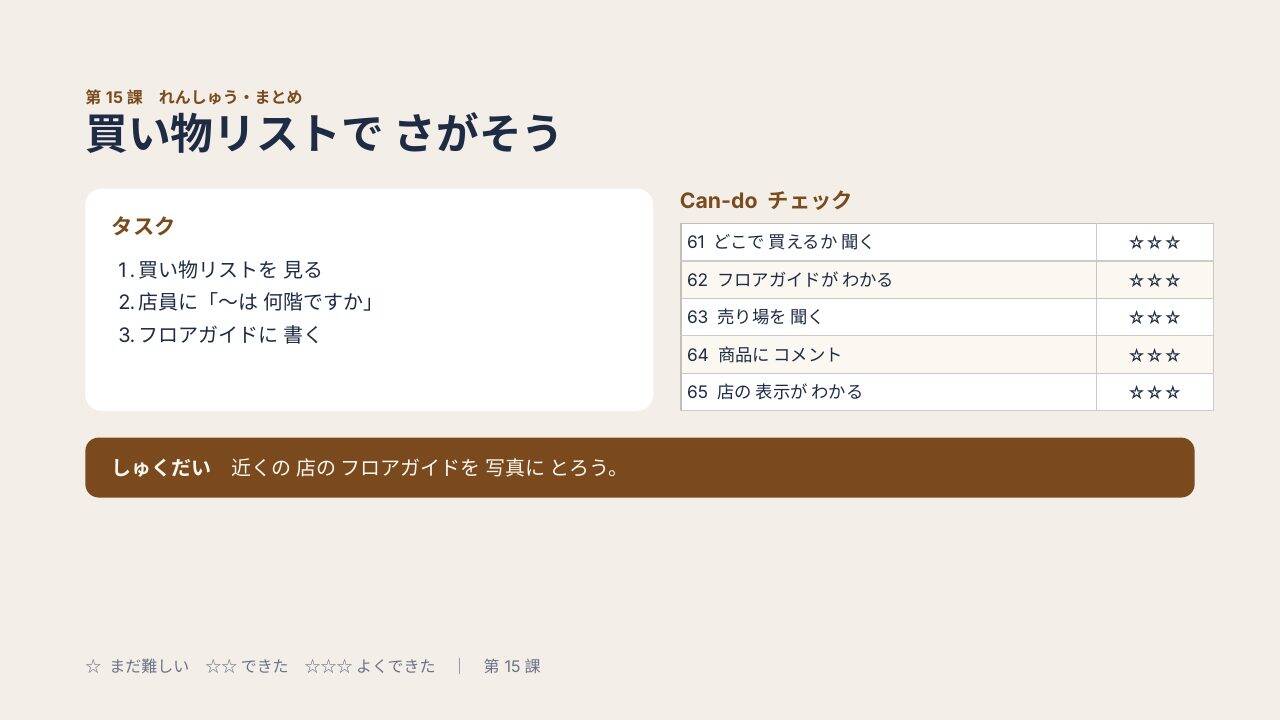 第 15 課　れんしゅう・まとめ
買い物リストで さがそう
タスク
1. 買い物リストを 見る
2. 店員に「〜は 何階ですか」
3. フロアガイドに 書く
Can-do チェック
61 どこで 買えるか 聞く ☆☆☆
62 フロアガイドが わかる ☆☆☆
63 売り場を 聞く ☆☆☆
64 商品に コメント ☆☆☆
65 店の 表示が わかる ☆☆☆
しゅくだい　近くの 店の フロアガイドを 写真に とろう。
☆ まだ難しい　☆☆ できた　☆☆☆ よくできた　｜　第 15 課